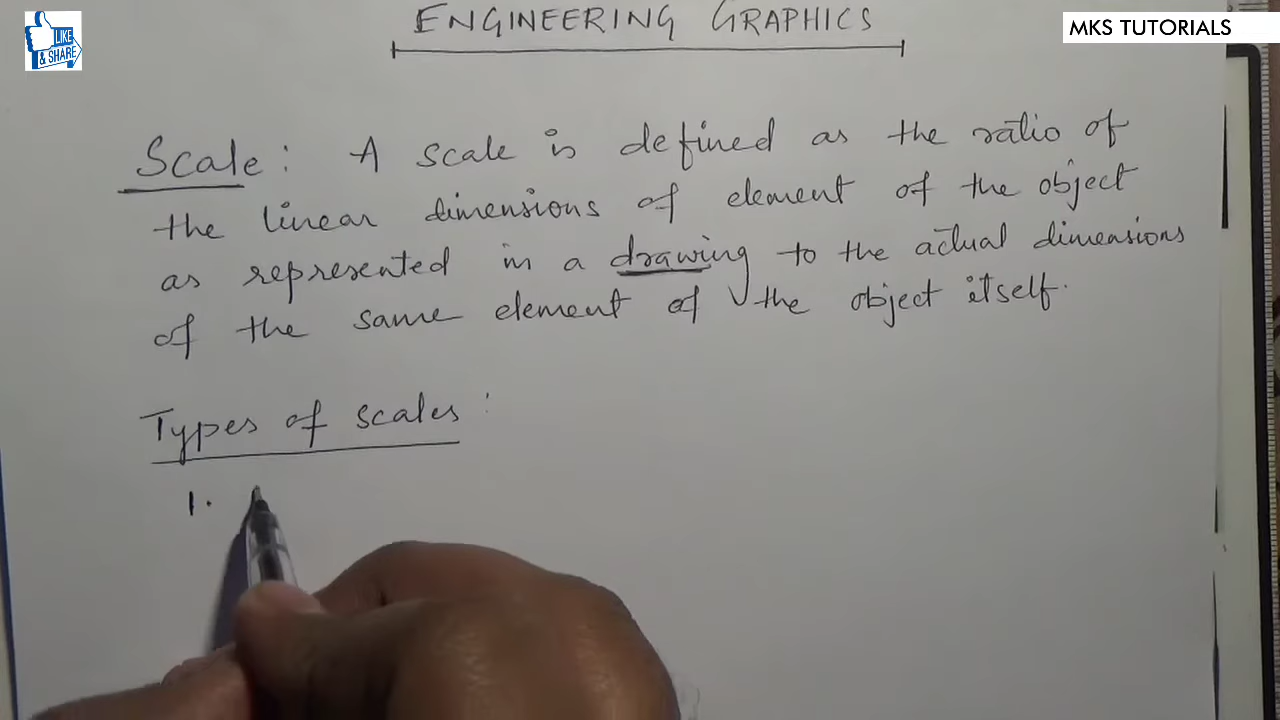 ENGINEERING GRAPHICS
LIKE
& SHARE
MKS TUTORIALS
Scale: A scale is defined as the ratio of
the linear dimensions of element of the object
as represented in a drawing to the actual dimensions
of the same element of the object itself.
Types of scales:
1.